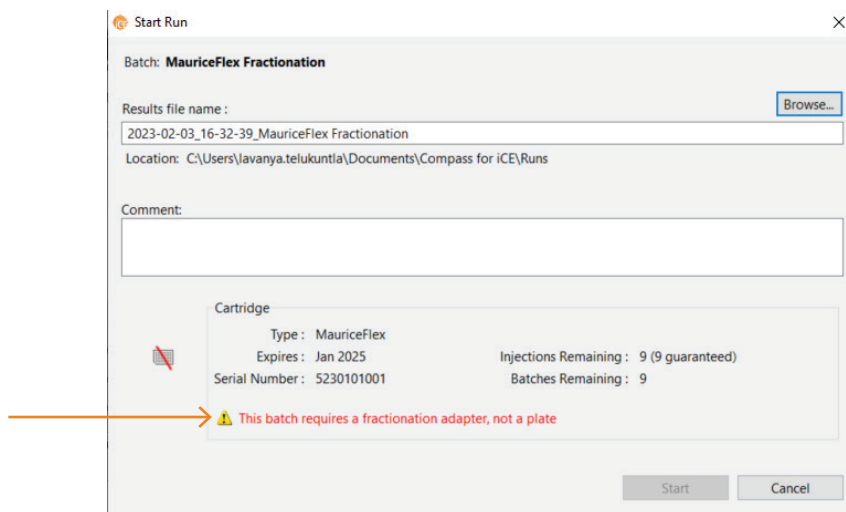 Start Run
Batch: MauriceFlex Fractionation
Results file name :
Browse...
2023-02-03_16-32-39_MauriceFlex Fractionation
Location: C:\Users\lavanya.telukuntla\Documents\Compass for iCE\Runs
Comment:
Cartridge
Type : MauriceFlex
Expires : Jan 2025 Injections Remaining : 9 (9 guaranteed)
Serial Number : 5230101001 Batches Remaining : 9
This batch requires a fractionation adapter, not a plate
Start Cancel